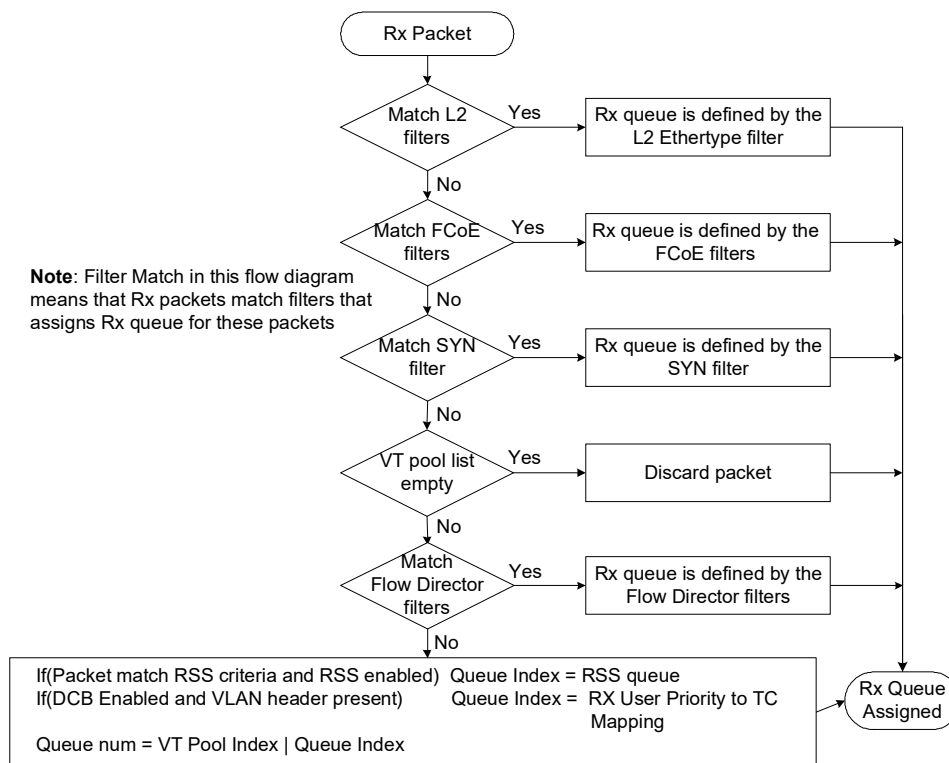 Rx Packet
Match L2
filters
Yes
Rx queue is defined by the
L2 Ethertype filter
No
Match FCoE
filters
Yes
Rx queue is defined by the
FCoE filters
Note: Filter Match in this flow diagram
means that Rx packets match filters that
assigns Rx queue for these packets
No
Match SYN
filter
Yes
Rx queue is defined by the
SYN filter
No
VT pool list
empty
Yes
Discard packet
No
Match
Flow Director
filters
Yes
Rx queue is defined by the
Flow Director filters
No
If(Packet match RSS criteria and RSS enabled) Queue Index = RSS queue
If(DCB Enabled and VLAN header present) Queue Index = RX User Priority to TC
Mapping
Queue num = VT Pool Index | Queue Index
Rx Queue
Assigned